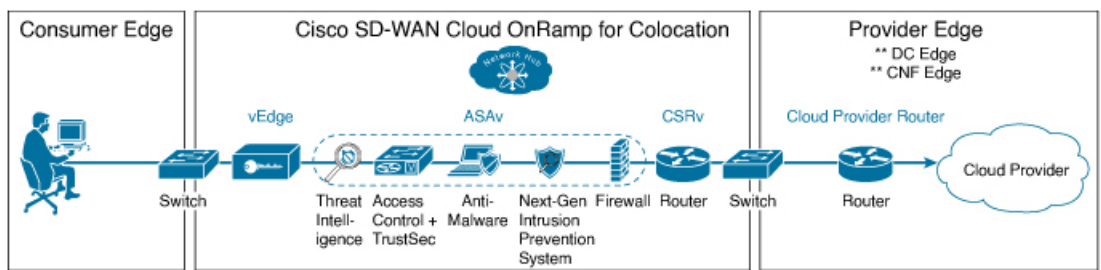 Consumer Edge
Cisco SD-WAN Cloud OnRamp for Colocation
Provider Edge
** DC Edge
** CNF Edge
Network Hub
vEdge
ASAv
CSRv
Cloud Provider Router
Cloud Provider
Switch
Threat
Intell-
igence
Access
Control +
TrustSec
Anti-
Malware
Next-Gen
Intrusion
Prevention
System
Firewall
Router
Switch
Router